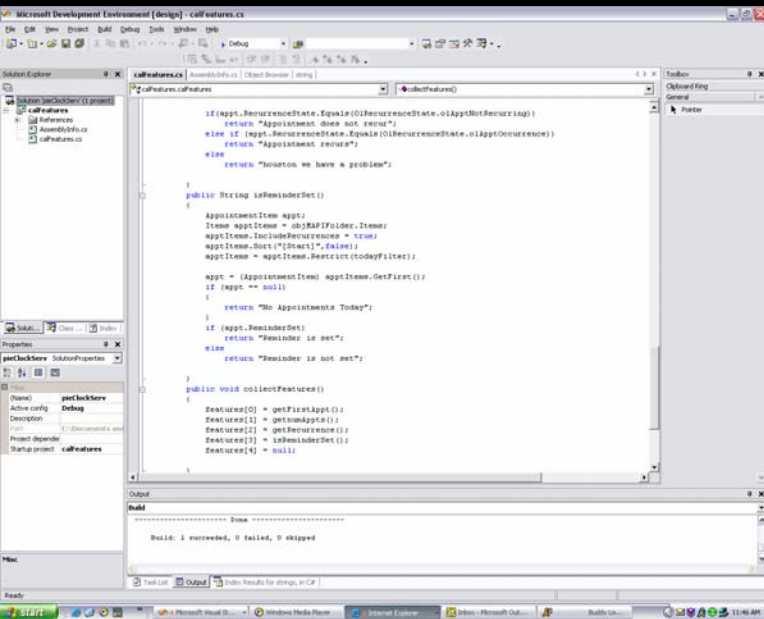 Microsoft Development Environment [design] - calFeatures.cs
File Edit View Project Build Debug Tools Window Help
Debug
Solution Explorer
Solution 'pieClockServ' (1 project)
calFeatures
References
AssemblyInfo.cs
calFeatures.cs
calFeatures.cs AssemblyInfo.cs Object Browser string
calFeatures.calFeatures
collectFeatures()
if(appt.RecurrenceState.Equals(OlRecurrenceState.olApptNotRecurring))
return "Appointment does not recur";
else if (appt.RecurrenceState.Equals(OlRecurrenceState.olApptOccurrence))
return "Appointment recurs";
else
return "houston we have a problem";
}
public String isReminderSet()
{
AppointmentItem appt;
Items apptItems = objMAPIFolder.Items;
apptItems.IncludeRecurrences = true;
apptItems.Sort("[Start]",false);
apptItems = apptItems.Restrict(todayFilter);
appt = (AppointmentItem) apptItems.GetFirst();
if (appt == null)
{
return "No Appointments Today";
}
if (appt.ReminderSet)
return "Reminder is set";
else
return "Reminder is not set";
}
public void collectFeatures()
{
features[0] = getFirstAppt();
features[1] = getnumAppts();
features[2] = getRecurrence();
features[3] = isReminderSet();
features[4] = null;
}
Toolbox
Clipboard Ring
General
Pointer
Soluti... Class ... Index
Properties
pieClockServ SolutionProperties
Misc
(Name) pieClockServ
Active config Debug
Description
Path
Project depender
Startup project calFeatures
Misc
Output
Build
---------------------- Done ----------------------
Build: 1 succeeded, 0 failed, 0 skipped
Task List Output Index Results for strings, in C#
Ready
start
Microsoft Visual St... Windows Media Player Internet Explorer Inbox - Microsoft Out... Buddy Lis...
11:46 AM